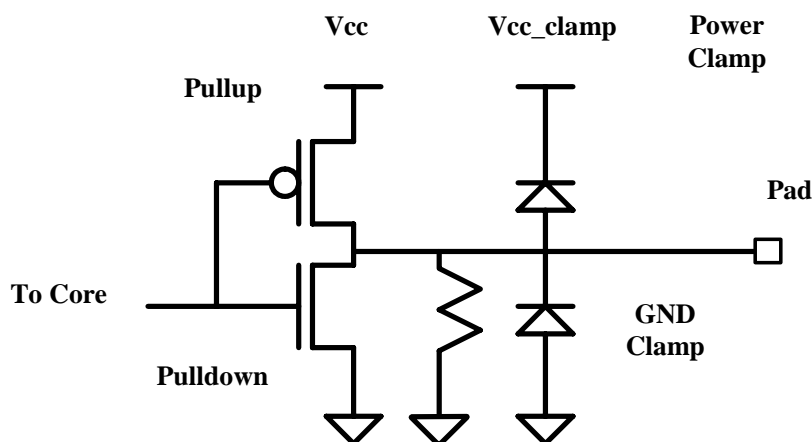 Vcc
Vcc_clamp
Power
Clamp
Pullup
Pad
To Core
GND
Clamp
Pulldown